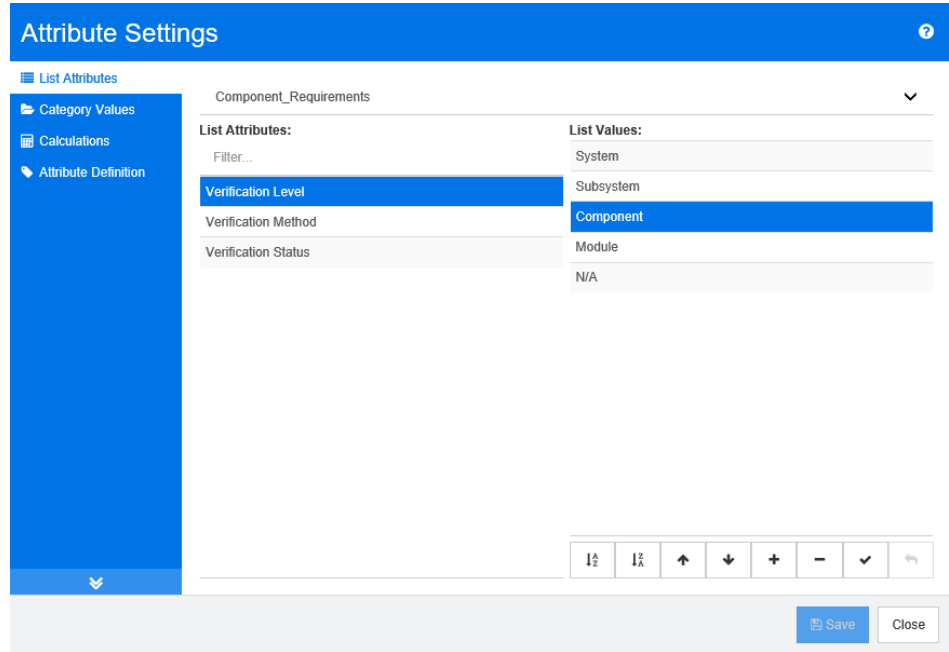 Attribute Settings
List Attributes
Category Values
Calculations
Attribute Definition
Component_Requirements
List Attributes:
Filter...
Verification Level
Verification Method
Verification Status
List Values:
System
Subsystem
Component
Module
N/A
Save
Close